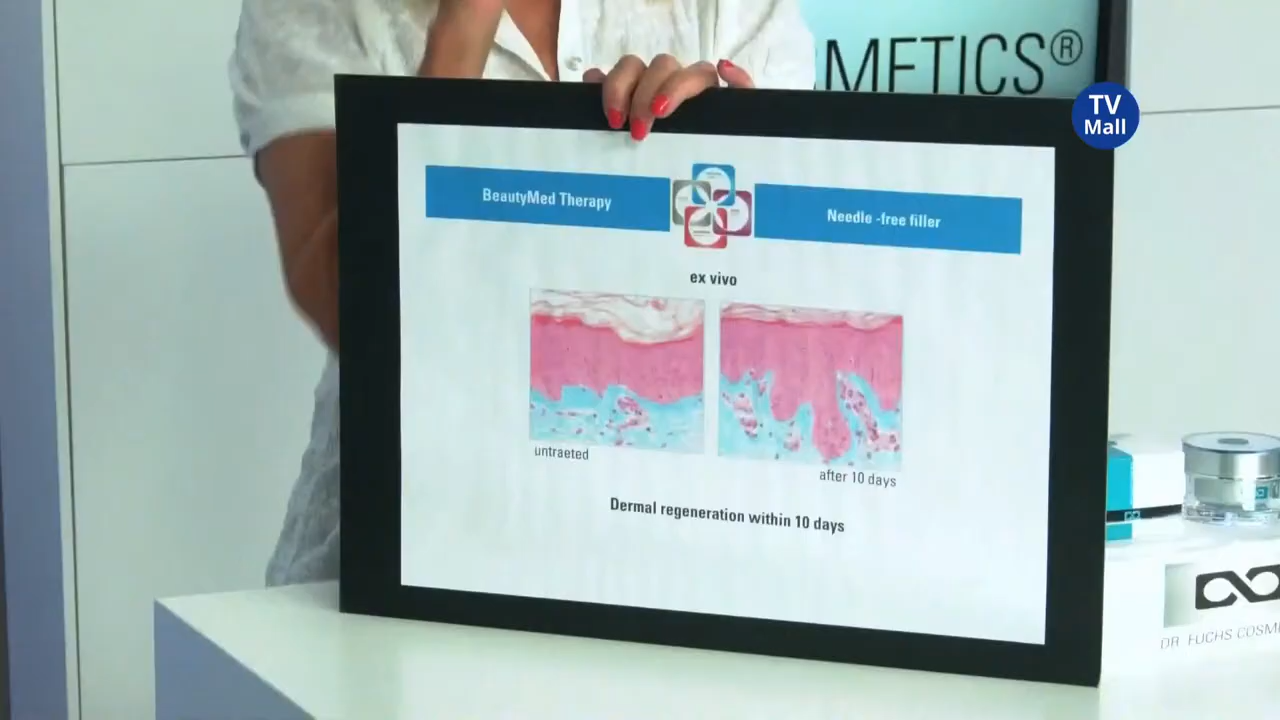 METICS®
TV
Mall
BeautyMed Therapy
Needle -free filler
ex vivo
untraeted
after 10 days
Dermal regeneration within 10 days
DR FUCHS COSM